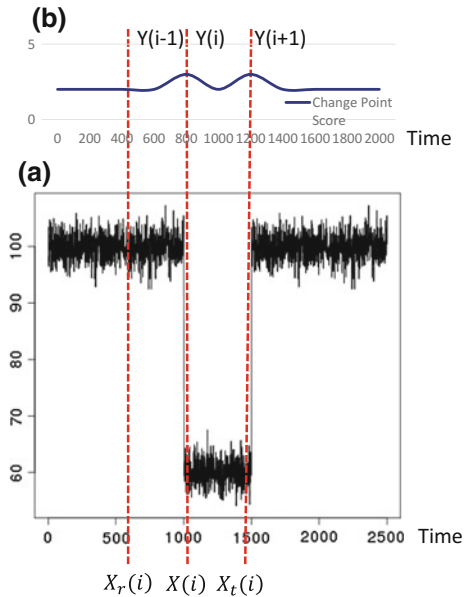 (b)
Y(i-1) Y(i) Y(i+1)
5
0
Change Point
Score
0 200 400 600 800 1000 1200 1400 1600 1800 2000 Time
(a)
100
90
80
70
60
0 500 1000 1500 2000 2500 Time
X_r(i) X(i) X_t(i)